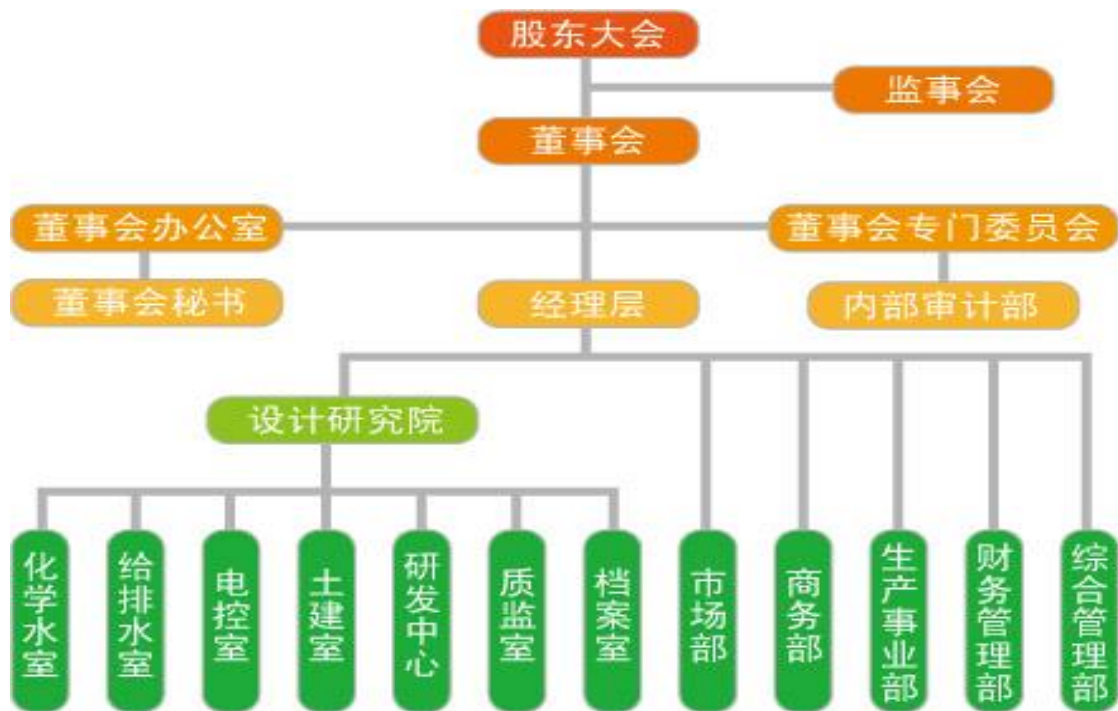 股东大会
监事会
董事会
董事会办公室
董事会专门委员会
董事会秘书
经理层
内部审计部
设计研究院
化学水室
给排水室
电控室
土建室
研发中心
质监室
档案室
市场部
商务部
生产事业部
财务管理部
综合管理部